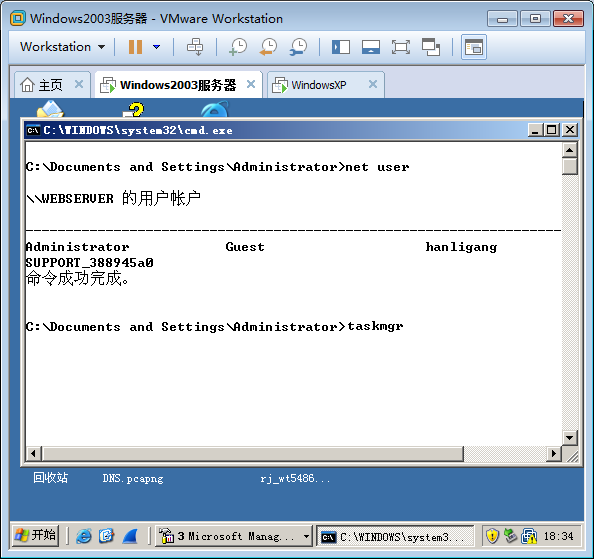 Windows2003服务器 - VMware Workstation
Workstation
主页
Windows2003服务器
WindowsXP
C:\WINDOWS\system32\cmd.exe
C:\Documents and Settings\Administrator>net user
\\WEBSERVER 的用户帐户
-------------------------------------------------------------------------------
Administrator Guest hanligang
SUPPORT_388945a0
命令成功完成。
C:\Documents and Settings\Administrator>taskmgr
回收站 DNS.pcapng rj_wt5486...
开始 3 Microsoft Manag... C:\WINDOWS\system3... 18:34